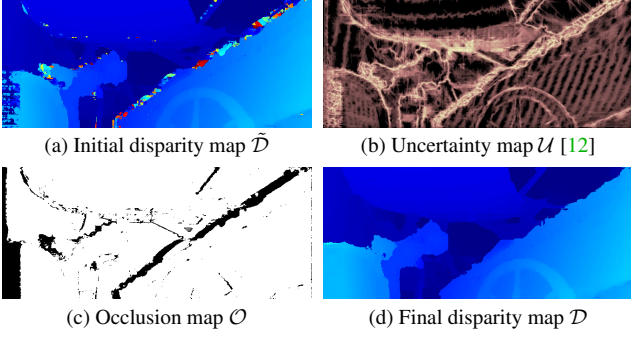 (a) Initial disparity map D̃
(b) Uncertainty map U [12]
(c) Occlusion map O
(d) Final disparity map D